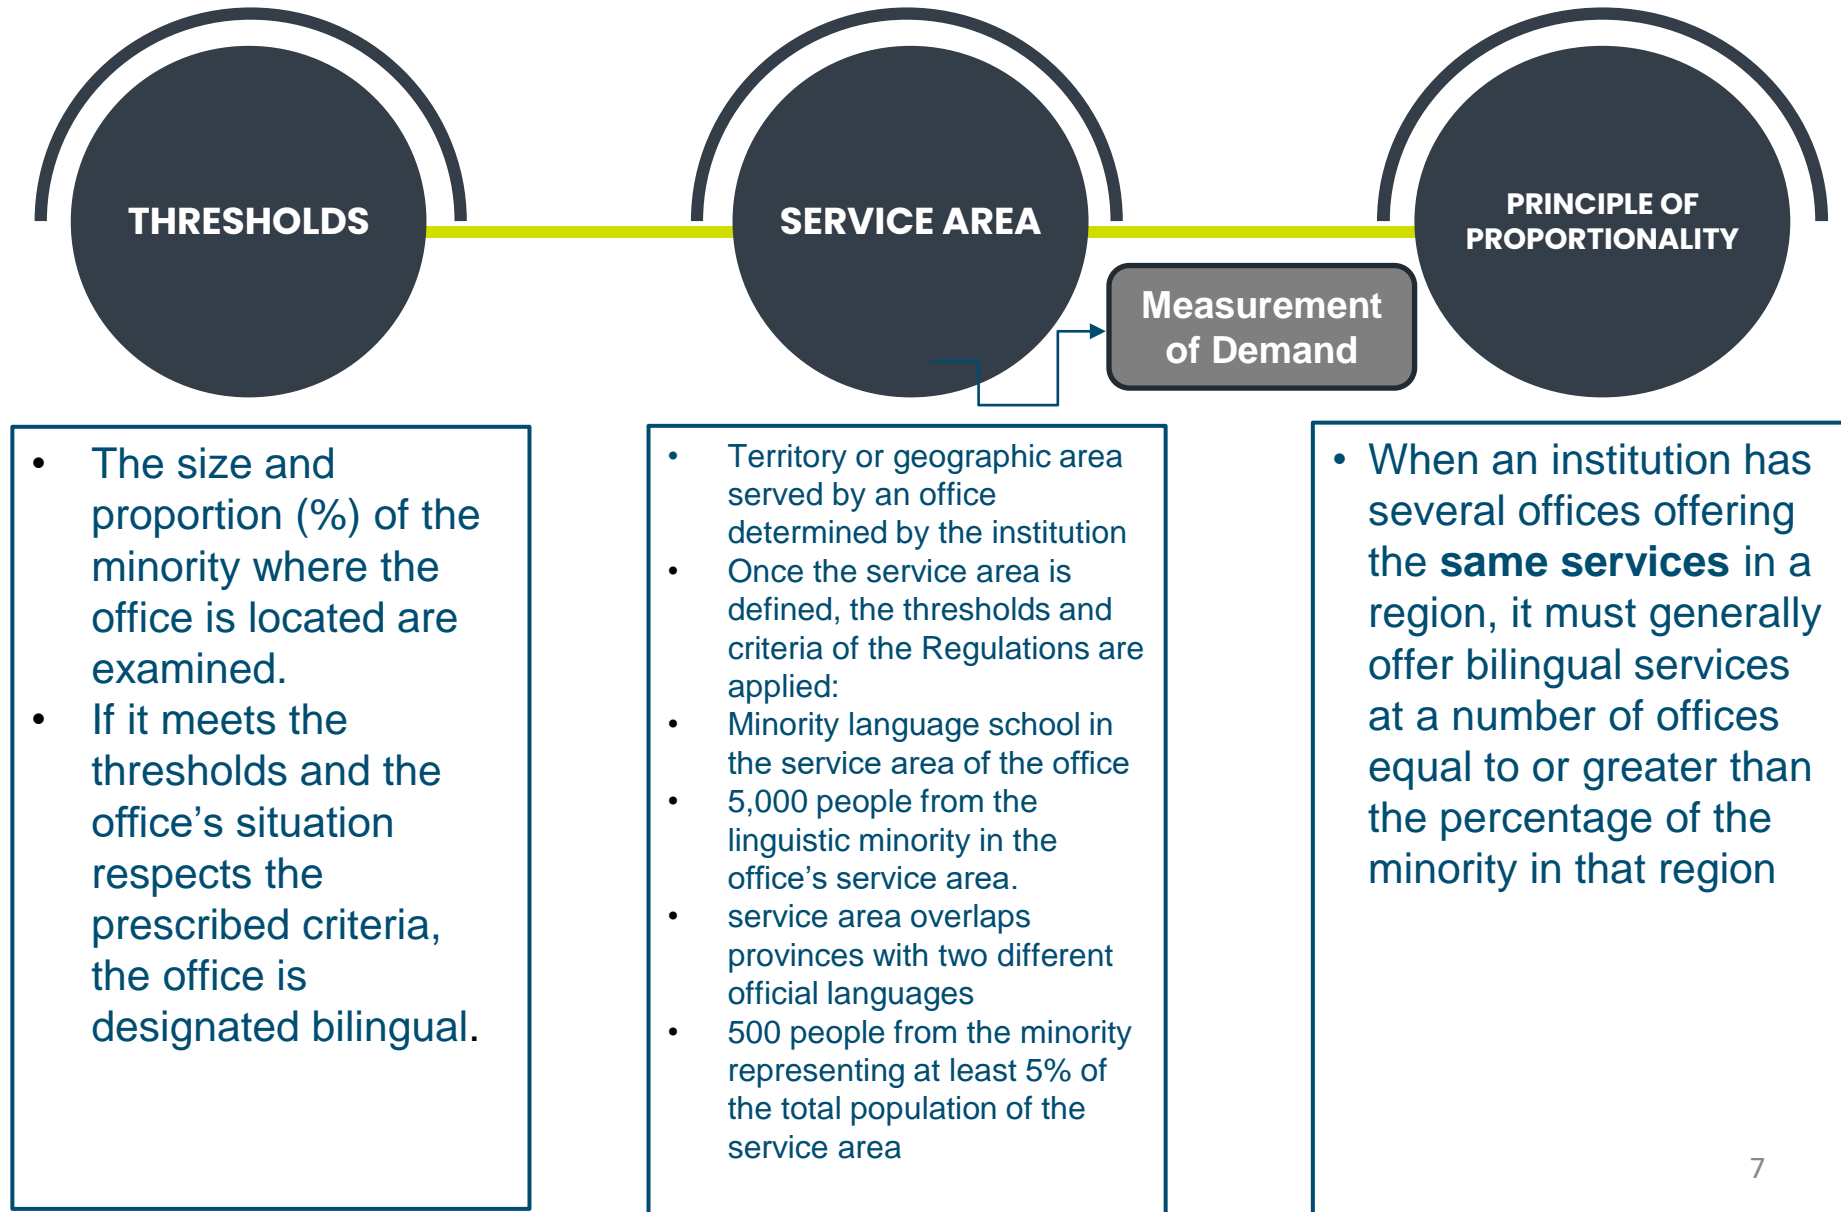 THRESHOLDS
SERVICE AREA
PRINCIPLE OF
PROPORTIONALITY
Measurement
of Demand
• The size and
proportion (%) of the
minority where the
office is located are
examined.
• If it meets the
thresholds and the
office’s situation
respects the
prescribed criteria,
the office is
designated bilingual.
• Territory or geographic area
served by an office
determined by the institution
• Once the service area is
defined, the thresholds and
criteria of the Regulations are
applied:
• Minority language school in
the service area of the office
• 5,000 people from the
linguistic minority in the
office’s service area.
• service area overlaps
provinces with two different
official languages
• 500 people from the minority
representing at least 5% of
the total population of the
service area
• When an institution has
several offices offering
the same services in a
region, it must generally
offer bilingual services
at a number of offices
equal to or greater than
the percentage of the
minority in that region
7